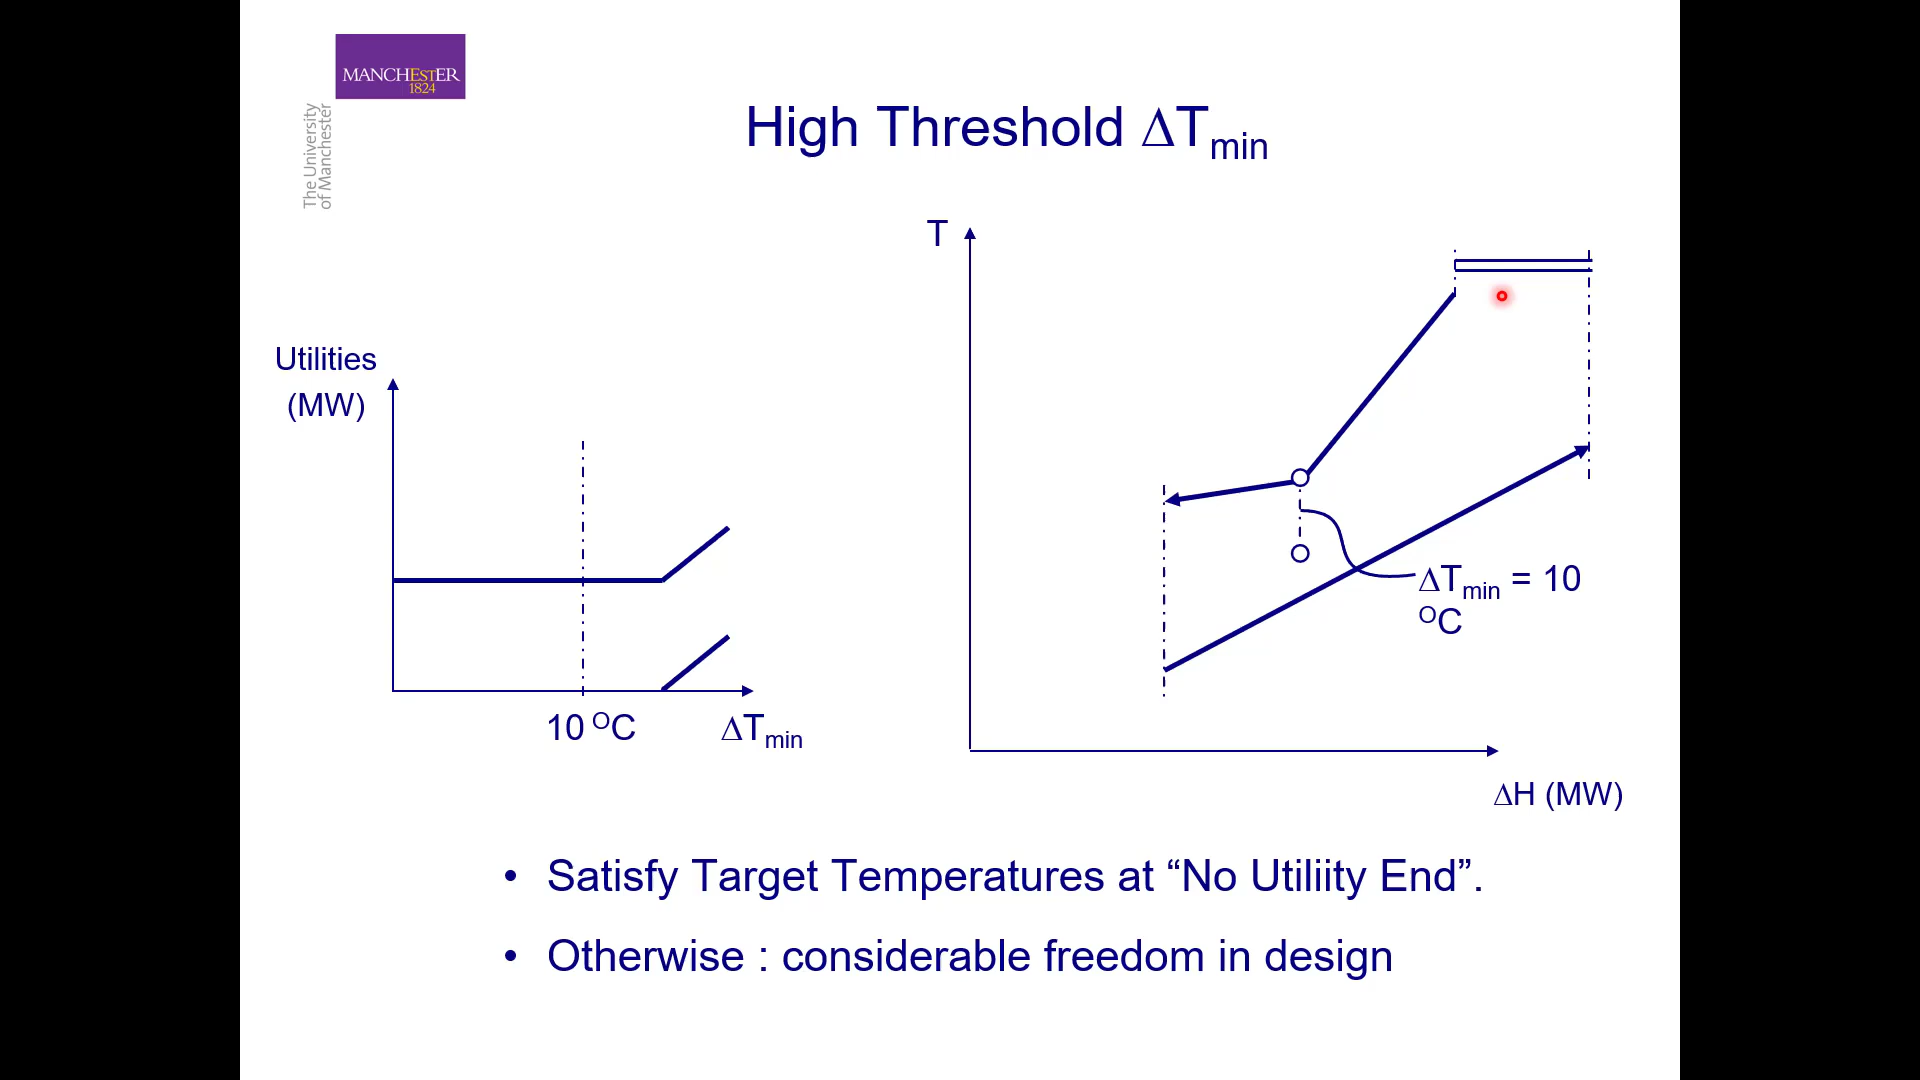 MANCHESTER
1824
The University
of Manchester
High Threshold ΔTmin
Utilities
(MW)
10 OC
ΔTmin
T
ΔTmin = 10
OC
ΔH (MW)
• Satisfy Target Temperatures at “No Utiliity End”.
• Otherwise : considerable freedom in design